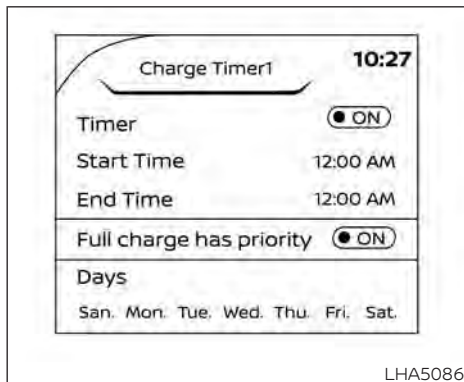 Charge Timer1 10:27
Timer ON
Start Time 12:00 AM
End Time 12:00 AM
Full charge has priority ON
Days
San. Mon. Tue. Wed. Thu. Fri. Sat.
LHA5086